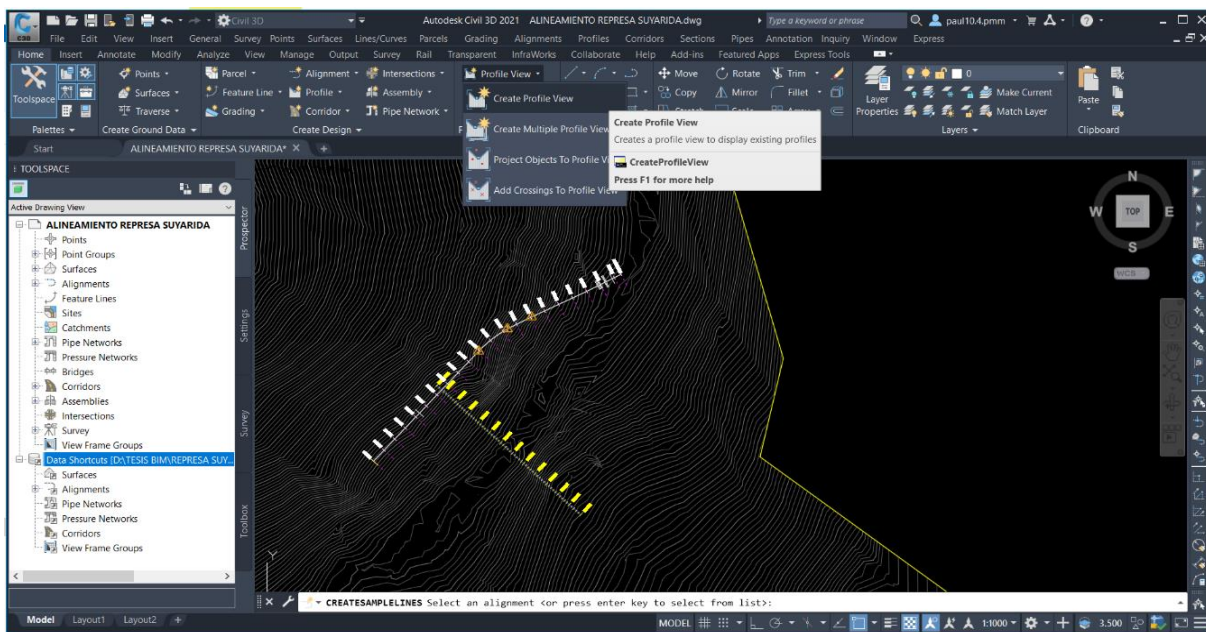 Civil 3D
Autodesk Civil 3D 2021 ALINEAMIENTO REPRESA SUYARIDA.dwg
Type a keyword or phrase
paul10.4.pmm
C3D
File Edit View Insert General Survey Points Surfaces Lines/Curves Parcels Grading Alignments Profiles Corridors Sections Pipes Annotation Inquiry Window Express
Home Insert Annotate Modify Analyze View Manage Output Survey Rail Transparent InfraWorks Collaborate Help Add-ins Featured Apps Express Tools
Toolspace
Points
Surfaces
Traverse
Parcel
Feature Line
Grading
Alignment
Profile
Corridor
Intersections
Assembly
Pipe Network
Profile View
Move
Rotate
Trim
Copy
Mirror
Fillet
Layer Properties
0
Make Current
Match Layer
Paste
Palettes
Create Ground Data
Create Design
Layers
Clipboard
Create Profile View
Create Multiple Profile View
Project Objects To Profile Vi
Add Crossings To Profile View
Create Profile View
Creates a profile view to display existing profiles
CreateProfileView
Press F1 for more help
Start
ALINEAMIENTO REPRESA SUYARIDA*
TOOLSPACE
Active Drawing View
ALINEAMIENTO REPRESA SUYARIDA
Points
Point Groups
Surfaces
Alignments
Feature Lines
Sites
Catchments
Pipe Networks
Pressure Networks
Bridges
Corridors
Assemblies
Intersections
Survey
View Frame Groups
Data Shortcuts [D:\TESIS BIM\REPRESA SUY...
Surfaces
Alignments
Pipe Networks
Pressure Networks
Corridors
View Frame Groups
Prospector
Settings
Survey
Toolbox
N
W TOP E
S
WCS
Y
CREATESAMPLELINES Select an alignment <or press enter key to select from list>:
Model Layout1 Layout2 +
MODEL
1:1000
3.500